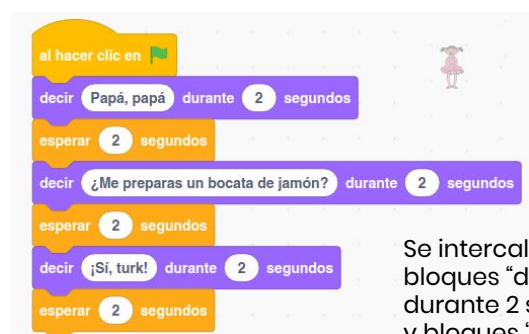 al hacer clic en
decir Papá, papá durante 2 segundos
esperar 2 segundos
decir ¿Me preparas un bocata de jamón? durante 2 segundos
esperar 2 segundos
decir ¡Sí, turk! durante 2 segundos
esperar 2 segundos
Se intercal
bloques “d
durante 2 s
y bloques “